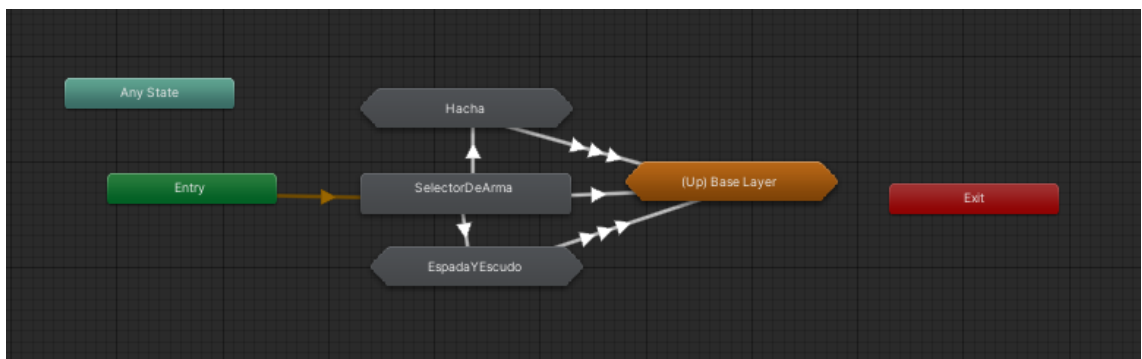 Any State
Hacha
Entry
SelectorDeArma
(Up) Base Layer
Exit
EspadaYEscudo